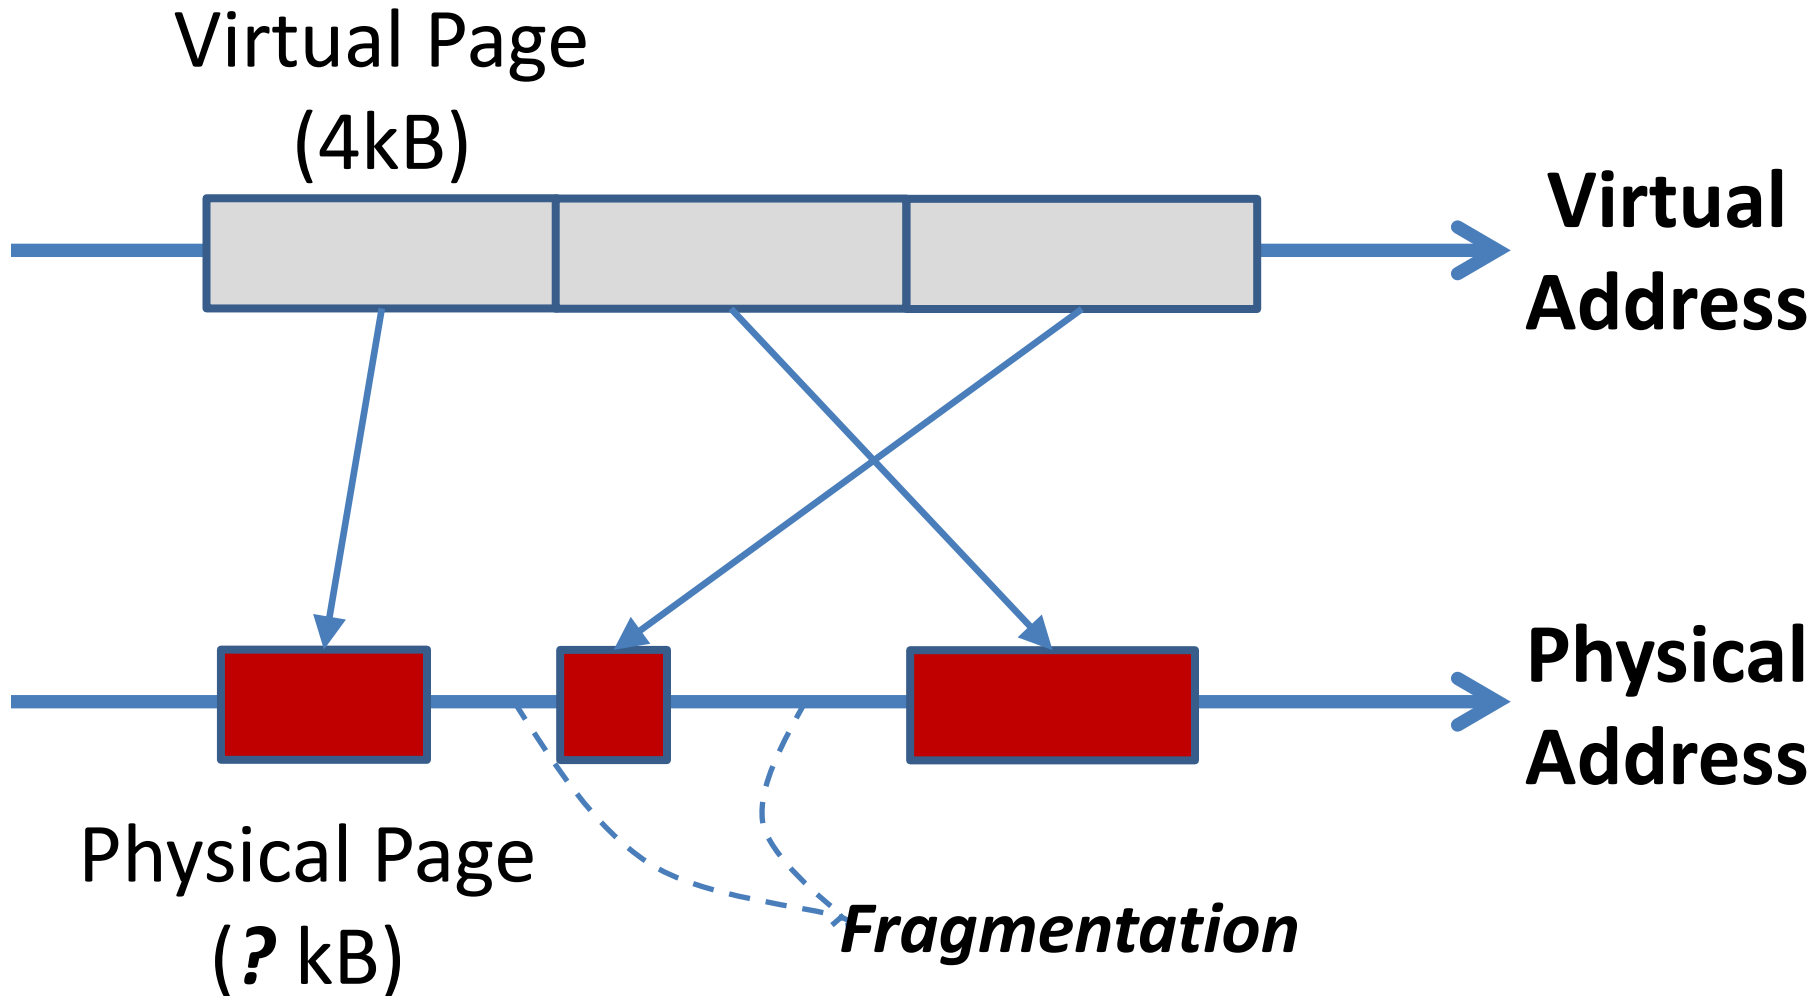 Virtual Page
(4kB)
Virtual
Address
Physical
Address
Physical Page
(? kB)
Fragmentation